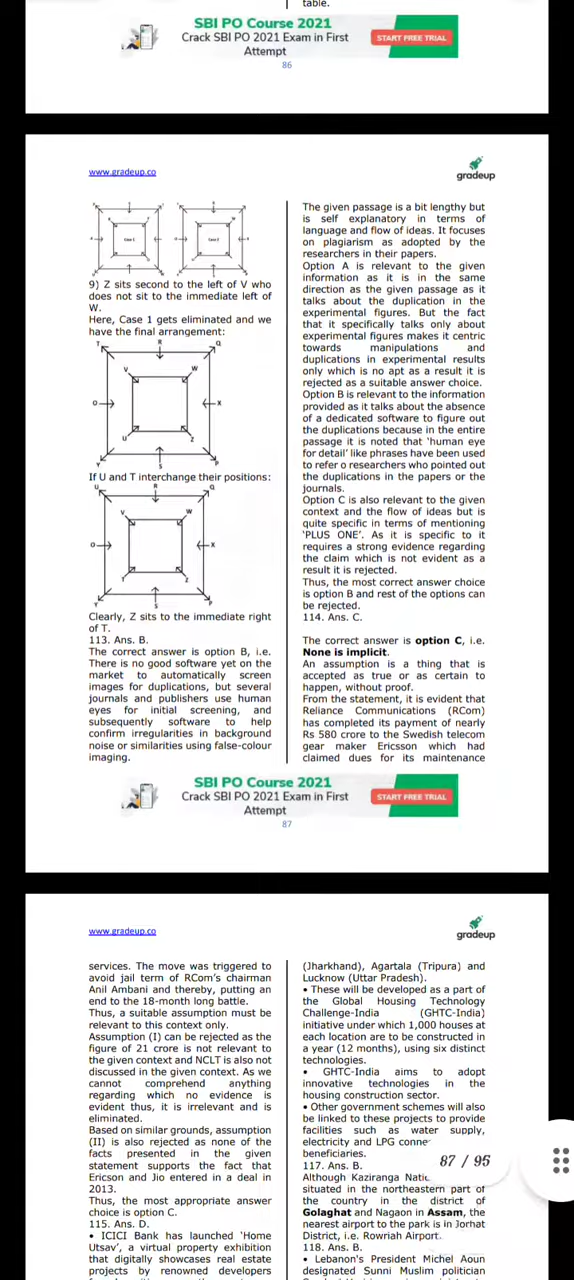 table.
SBI PO Course 2021
Crack SBI PO 2021 Exam in First
Attempt
START FREE TRIAL
86
www.gradeup.co
gradeup
Case 1
Case 2
9) Z sits second to the left of V who
does not sit to the immediate left of
W.
Here, Case 1 gets eliminated and we
have the final arrangement:
T R Q
V W
O X
U Z
Y S P
If U and T interchange their positions:
U R Q
V W
O X
T Z
Y S P
Clearly, Z sits to the immediate right
of T.
113. Ans. B.
The correct answer is option B, i.e.
There is no good software yet on the
market to automatically screen
images for duplications, but several
journals and publishers use human
eyes for initial screening, and
subsequently software to help
confirm irregularities in background
noise or similarities using false-colour
imaging.
The given passage is a bit lengthy but
is self explanatory in terms of
language and flow of ideas. It focuses
on plagiarism as adopted by the
researchers in their papers.
Option A is relevant to the given
information as it is in the same
direction as the given passage as it
talks about the duplication in the
experimental figures. But the fact
that it specifically talks only about
experimental figures makes it centric
towards manipulations and
duplications in experimental results
only which is no apt as a result it is
rejected as a suitable answer choice.
Option B is relevant to the information
provided as it talks about the absence
of a dedicated software to figure out
the duplications because in the entire
passage it is noted that ‘human eye
for detail’ like phrases have been used
to refer o researchers who pointed out
the duplications in the papers or the
journals.
Option C is also relevant to the given
context and the flow of ideas but is
quite specific in terms of mentioning
‘PLUS ONE’. As it is specific to it
requires a strong evidence regarding
the claim which is not evident as a
result it is rejected.
Thus, the most correct answer choice
is option B and rest of the options can
be rejected.
114. Ans. C.
The correct answer is option C, i.e.
None is implicit.
An assumption is a thing that is
accepted as true or as certain to
happen, without proof.
From the statement, it is evident that
Reliance Communications (RCom)
has completed its payment of nearly
Rs 580 crore to the Swedish telecom
gear maker Ericsson which had
claimed dues for its maintenance
SBI PO Course 2021
Crack SBI PO 2021 Exam in First
Attempt
START FREE TRIAL
87
www.gradeup.co
gradeup
services. The move was triggered to
avoid jail term of RCom’s chairman
Anil Ambani and thereby, putting an
end to the 18-month long battle.
Thus, a suitable assumption must be
relevant to this context only.
Assumption (I) can be rejected as the
figure of 21 crore is not relevant to
the given context and NCLT is also not
discussed in the given context. As we
cannot comprehend anything
regarding which no evidence is
evident thus, it is irrelevant and is
eliminated.
Based on similar grounds, assumption
(II) is also rejected as none of the
facts presented in the given
statement supports the fact that
Ericson and Jio entered in a deal in
2013.
Thus, the most appropriate answer
choice is option C.
115. Ans. D.
• ICICI Bank has launched ‘Home
Utsav’, a virtual property exhibition
that digitally showcases real estate
projects by renowned developers
(Jharkhand), Agartala (Tripura) and
Lucknow (Uttar Pradesh).
• These will be developed as a part of
the Global Housing Technology
Challenge-India (GHTC-India)
initiative under which 1,000 houses at
each location are to be constructed in
a year (12 months), using six distinct
technologies.
• GHTC-India aims to adopt
innovative technologies in the
housing construction sector.
• Other government schemes will also
be linked to these projects to provide
facilities such as water supply,
electricity and LPG conne
beneficiaries.
87 / 95
117. Ans. B.
Although Kaziranga Natic
situated in the northeastern part of
the country in the district of
Golaghat and Nagaon in Assam, the
nearest airport to the park is in Jorhat
District, i.e. Rowriah Airport.
118. Ans. B.
• Lebanon's President Michel Aoun
designated Sunni Muslim politician